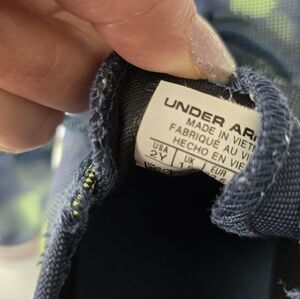 UNDER AR
MADE IN VIET
FABRIQUÉ AU VI
HECHO EN VIE
USA UK EUR
2Y